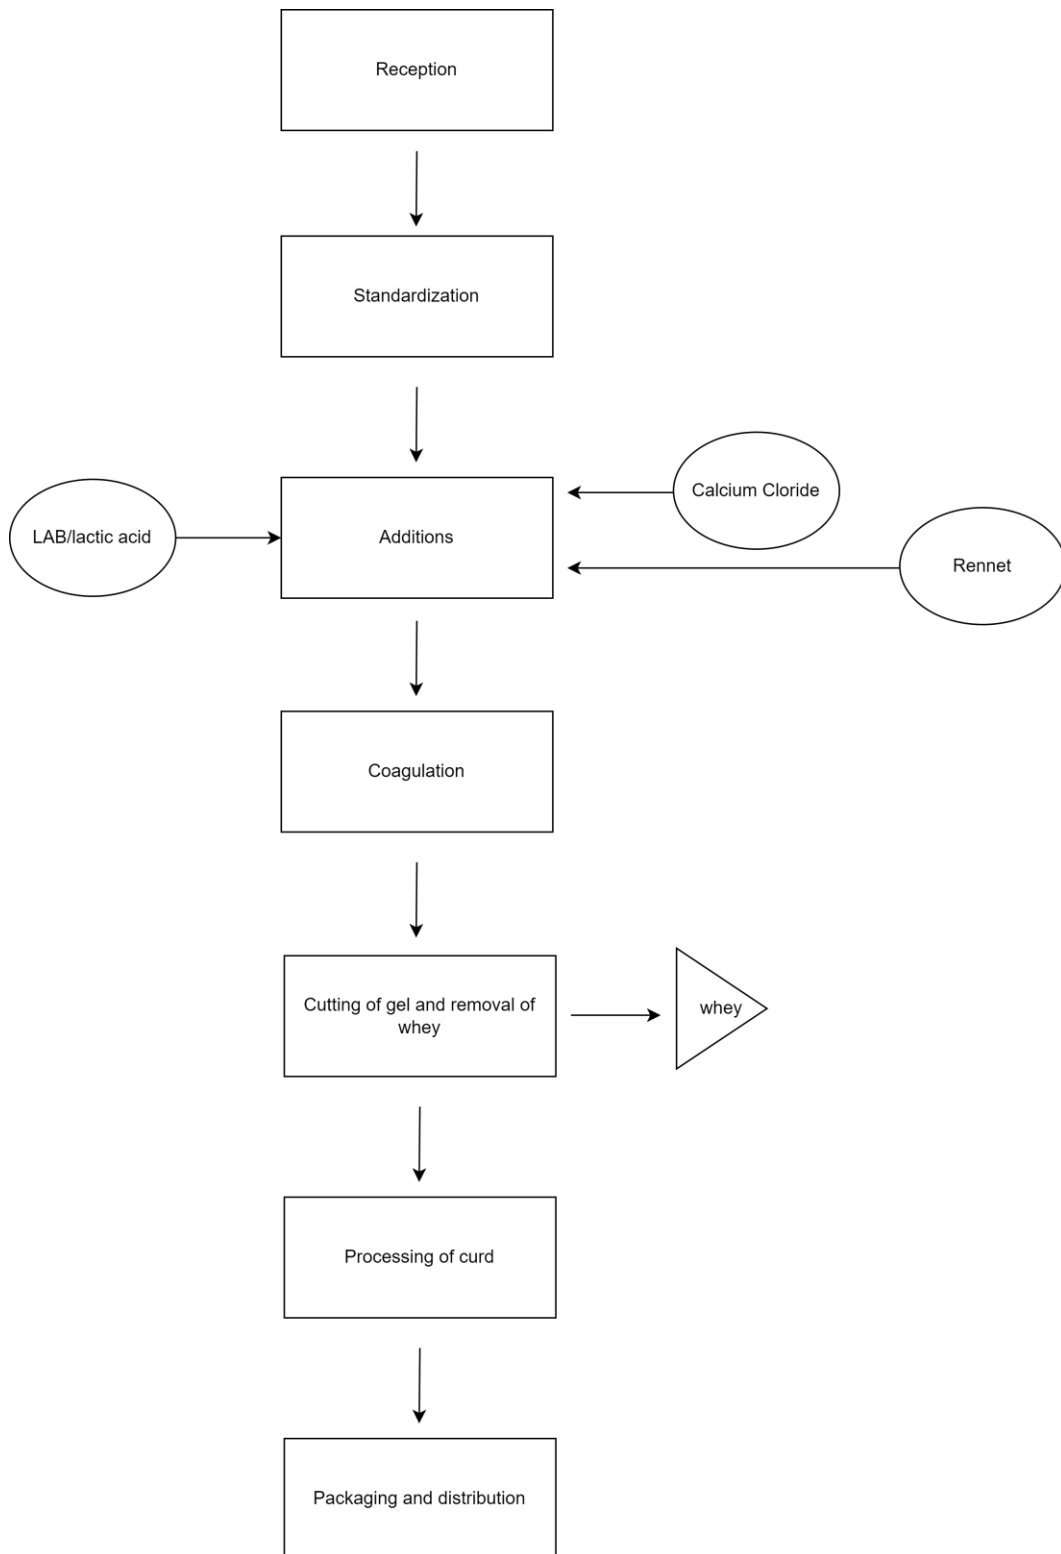 Reception
Standardization
LAB/lactic acid
Additions
Calcium Cloride
Rennet
Coagulation
Cutting of gel and removal of
whey
whey
Processing of curd
Packaging and distribution